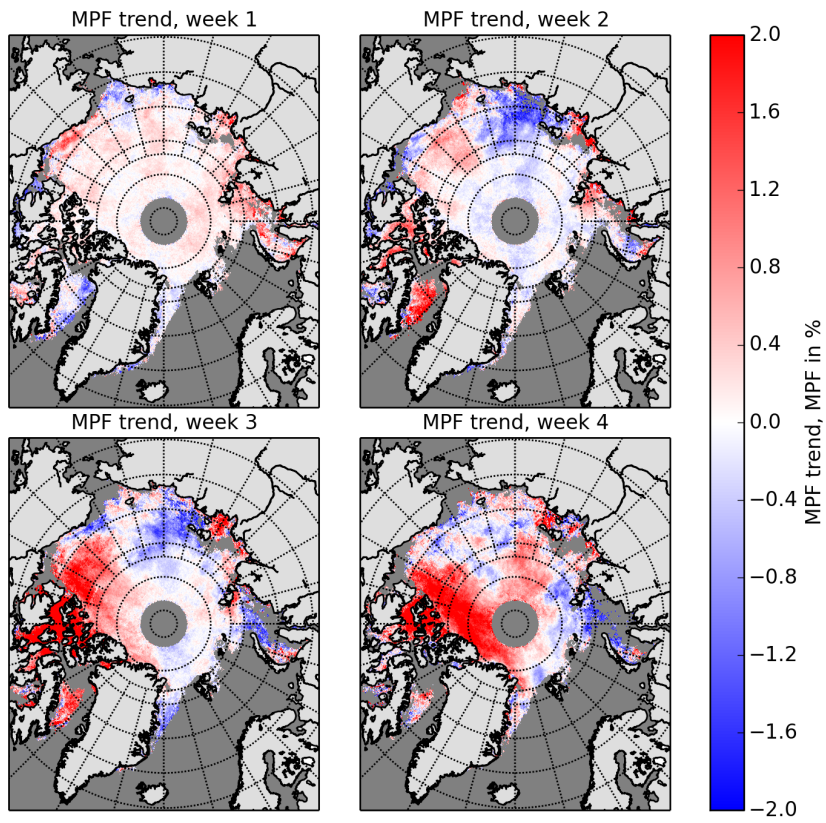 MPF trend, week 1
MPF trend, week 2
MPF trend, week 3
MPF trend, week 4
2.0
1.6
1.2
0.8
0.4
0.0
−0.4
−0.8
−1.2
−1.6
−2.0
MPF trend, MPF in %